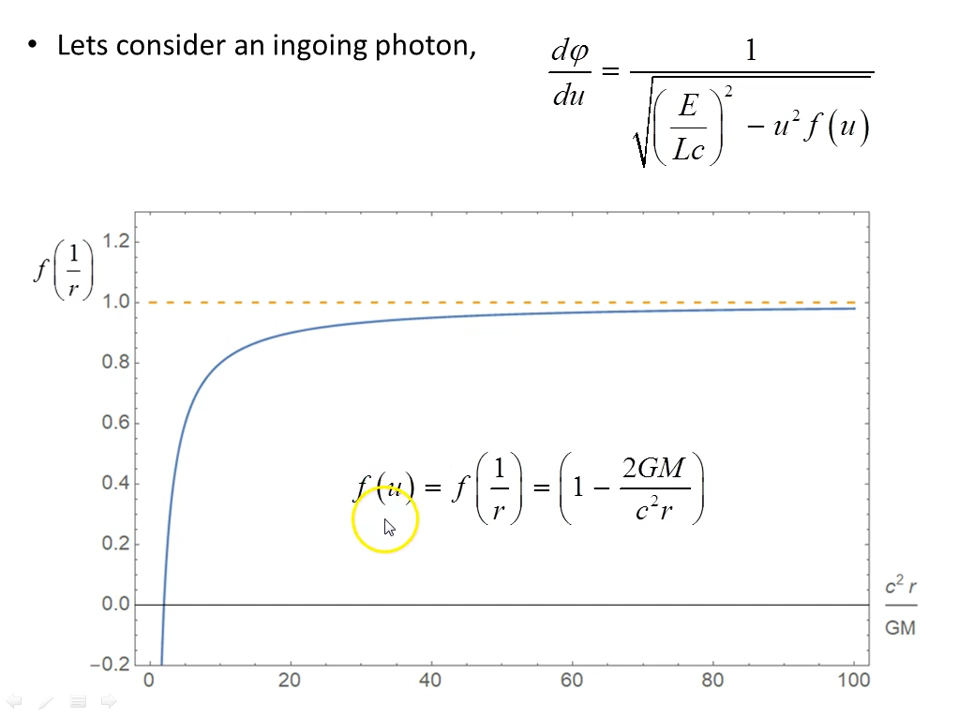 • Lets consider an ingoing photon,
dφ/du = 1/√((E/Lc)² − u² f(u))
f(1/r)
1.2
1.0
0.8
0.6
0.4
0.2
0.0
−0.2
f(u) = f(1/r) = (1 − 2GM/c²r)
0 20 40 60 80 100
c² r/GM